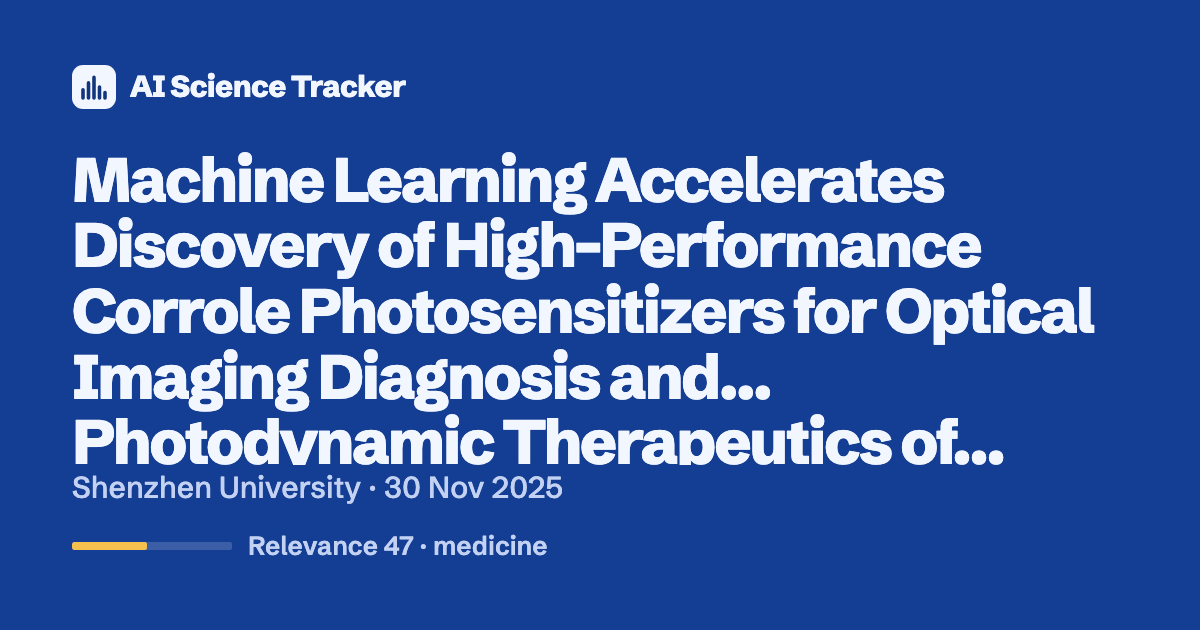 AI Science Tracker
Machine Learning Accelerates
Discovery of High-Performance
Corrole Photosensitizers for Optical
Imaging Diagnosis and...
Photodynamic Therapeutics of...
Shenzhen University · 30 Nov 2025
Relevance 47 · medicine